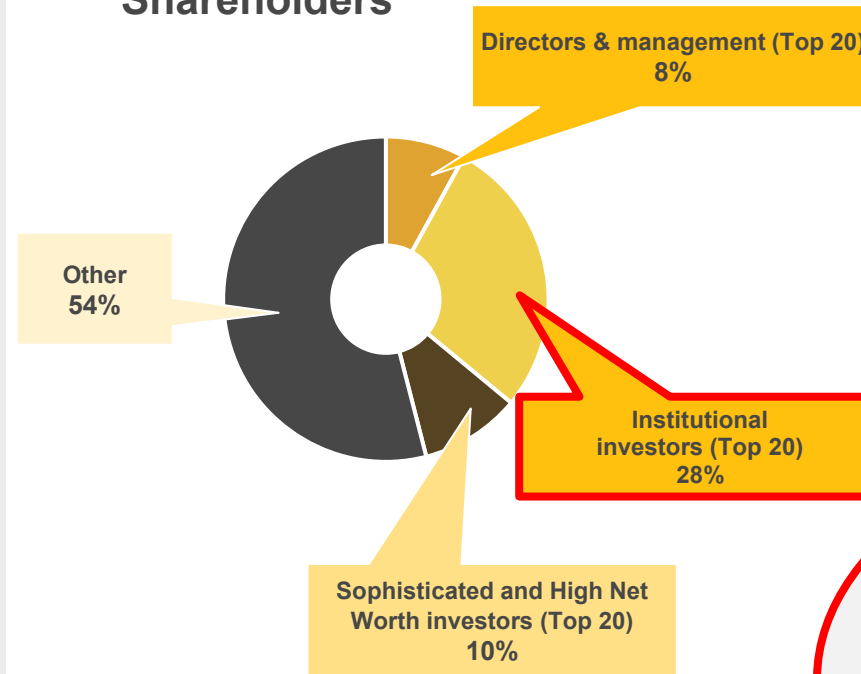 Shareholders
Directors & management (Top 20)
8%
Other
54%
Institutional
investors (Top 20)
28%
Sophisticated and High Net
Worth investors (Top 20)
10%